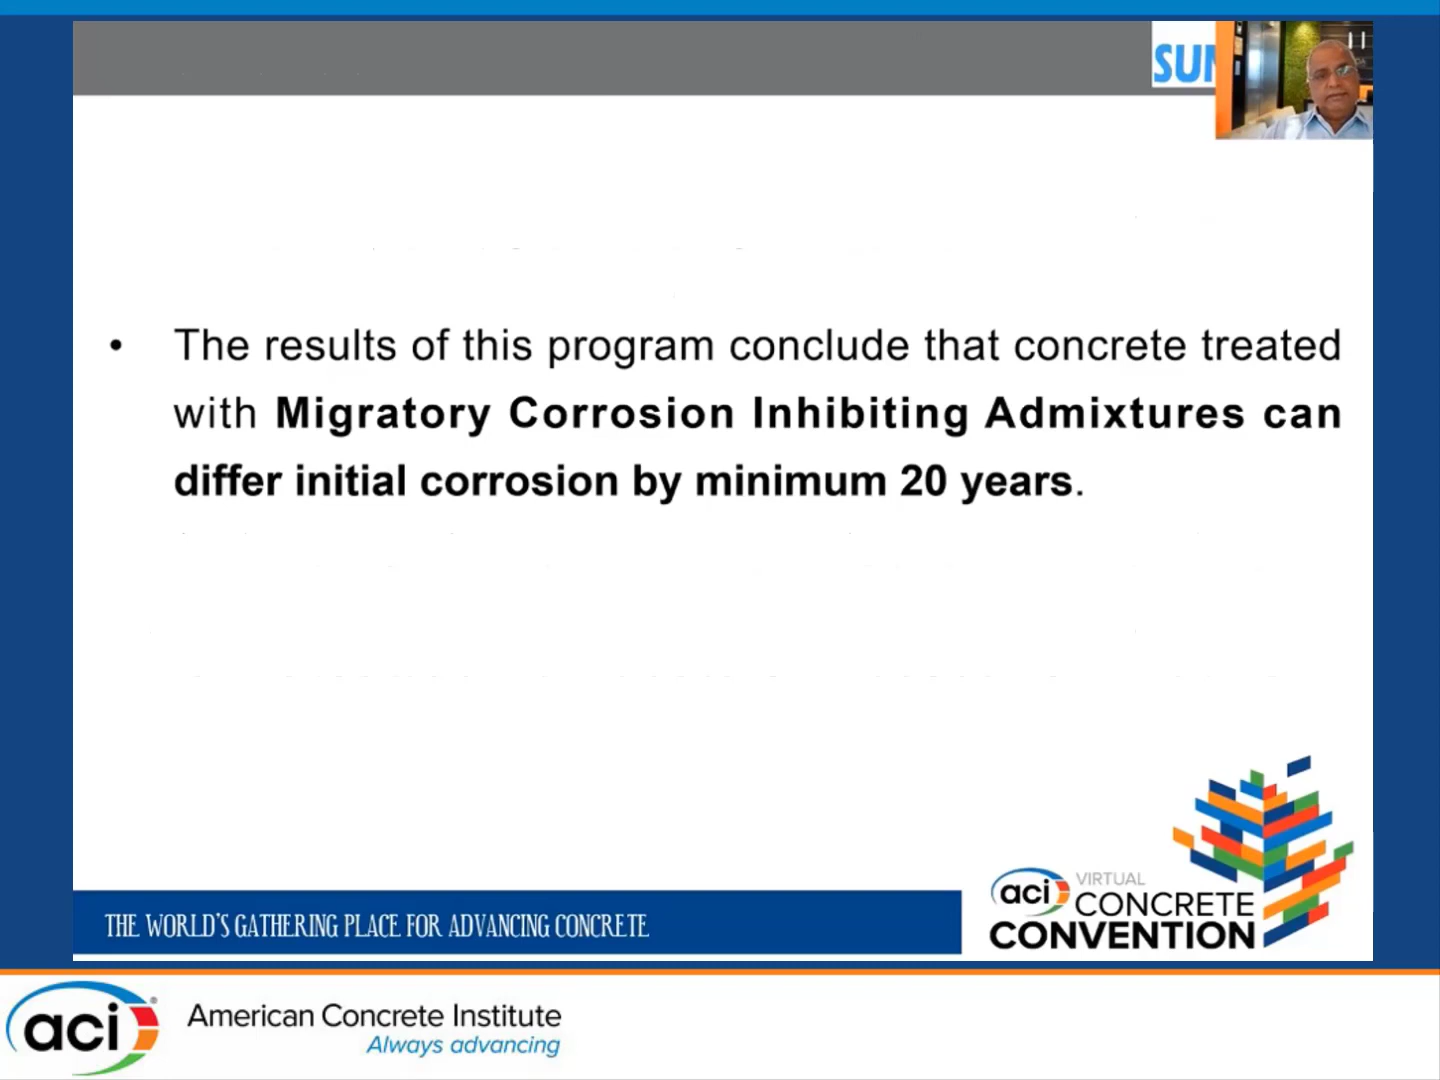 SUN
• The results of this program conclude that concrete treated
with Migratory Corrosion Inhibiting Admixtures can
differ initial corrosion by minimum 20 years.
THE WORLD'S GATHERING PLACE FOR ADVANCING CONCRETE
aci VIRTUAL
CONCRETE
CONVENTION
aci®
American Concrete Institute
Always advancing